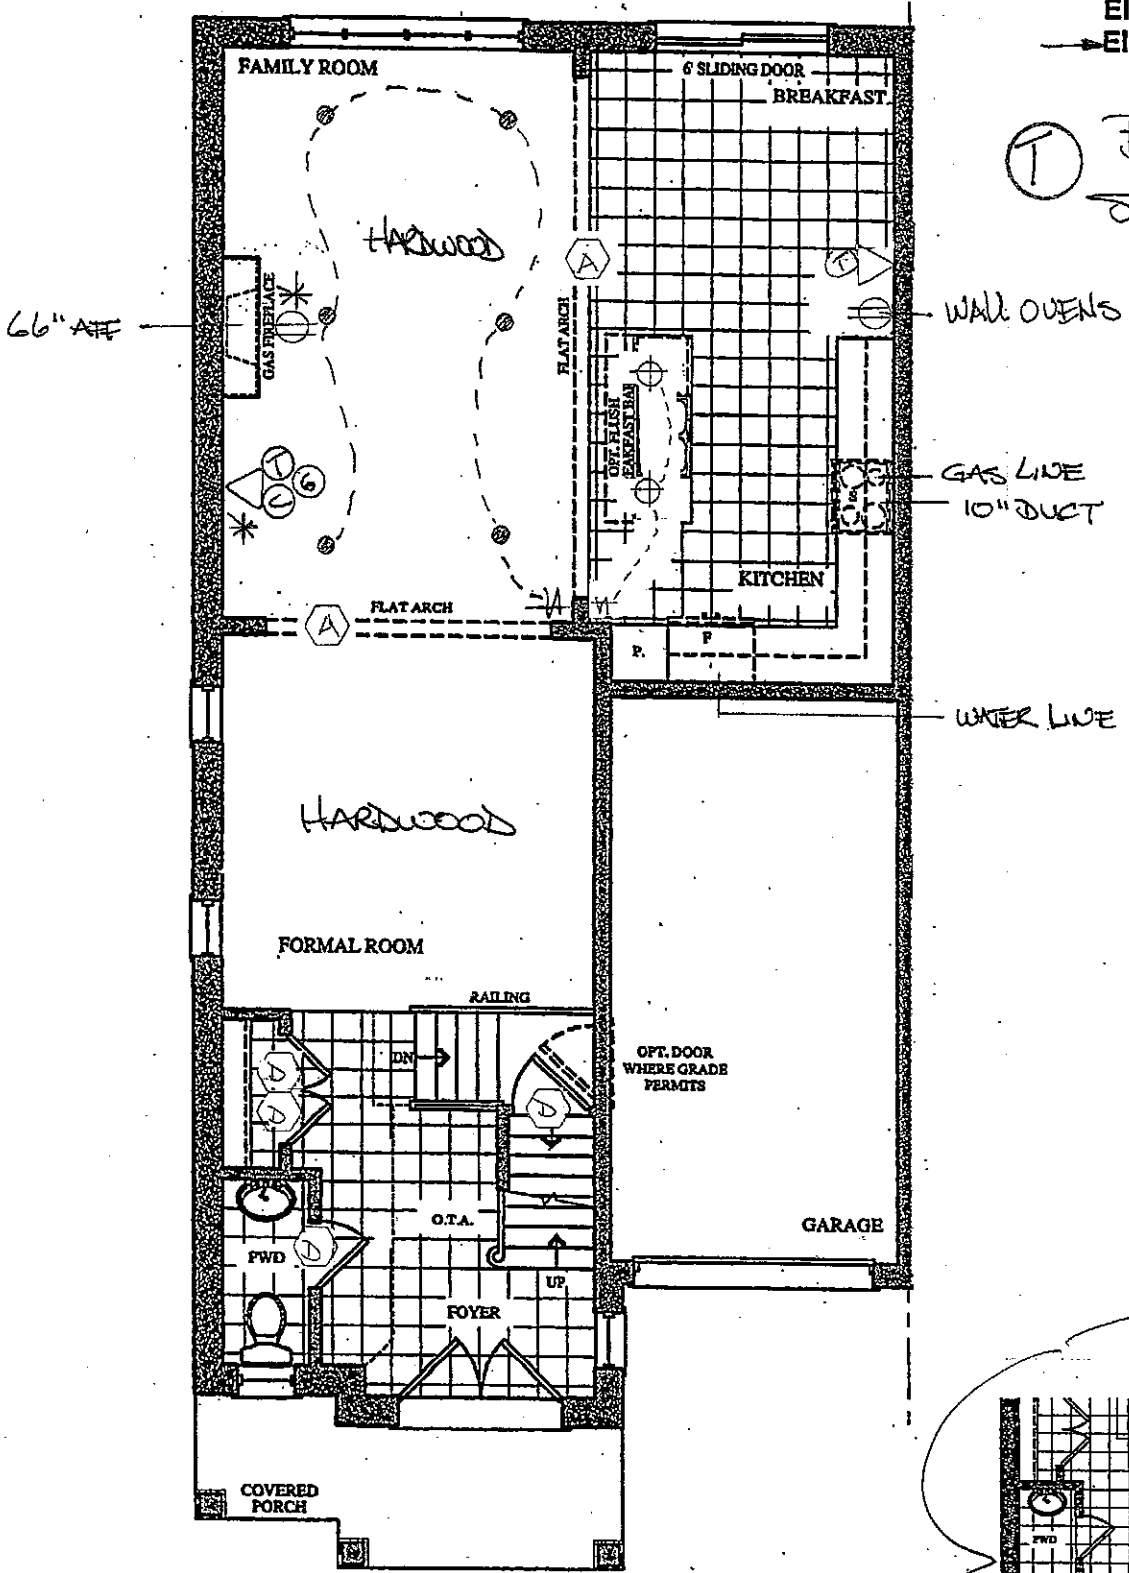 FAMILY ROOM
6' SLIDING DOOR
BREAKFAST
T
HARDWOOD
A
T
66" AFF
GAS FIREPLACE
FLAT ARCH
WALL OVENS
OPT. FLUSH
BREAKFAST BAR
T
U
6
GAS LINE
10" DUCT
KITCHEN
FLAT ARCH
A
P.
F
WATER LINE
HARDWOOD
FORMAL ROOM
RAILING
DN
A
A
A
OPT. DOOR
WHERE GRADE
PERMITS
O.T.A.
GARAGE
A
PWD
UP
FOYER
COVERED
PORCH
PWD